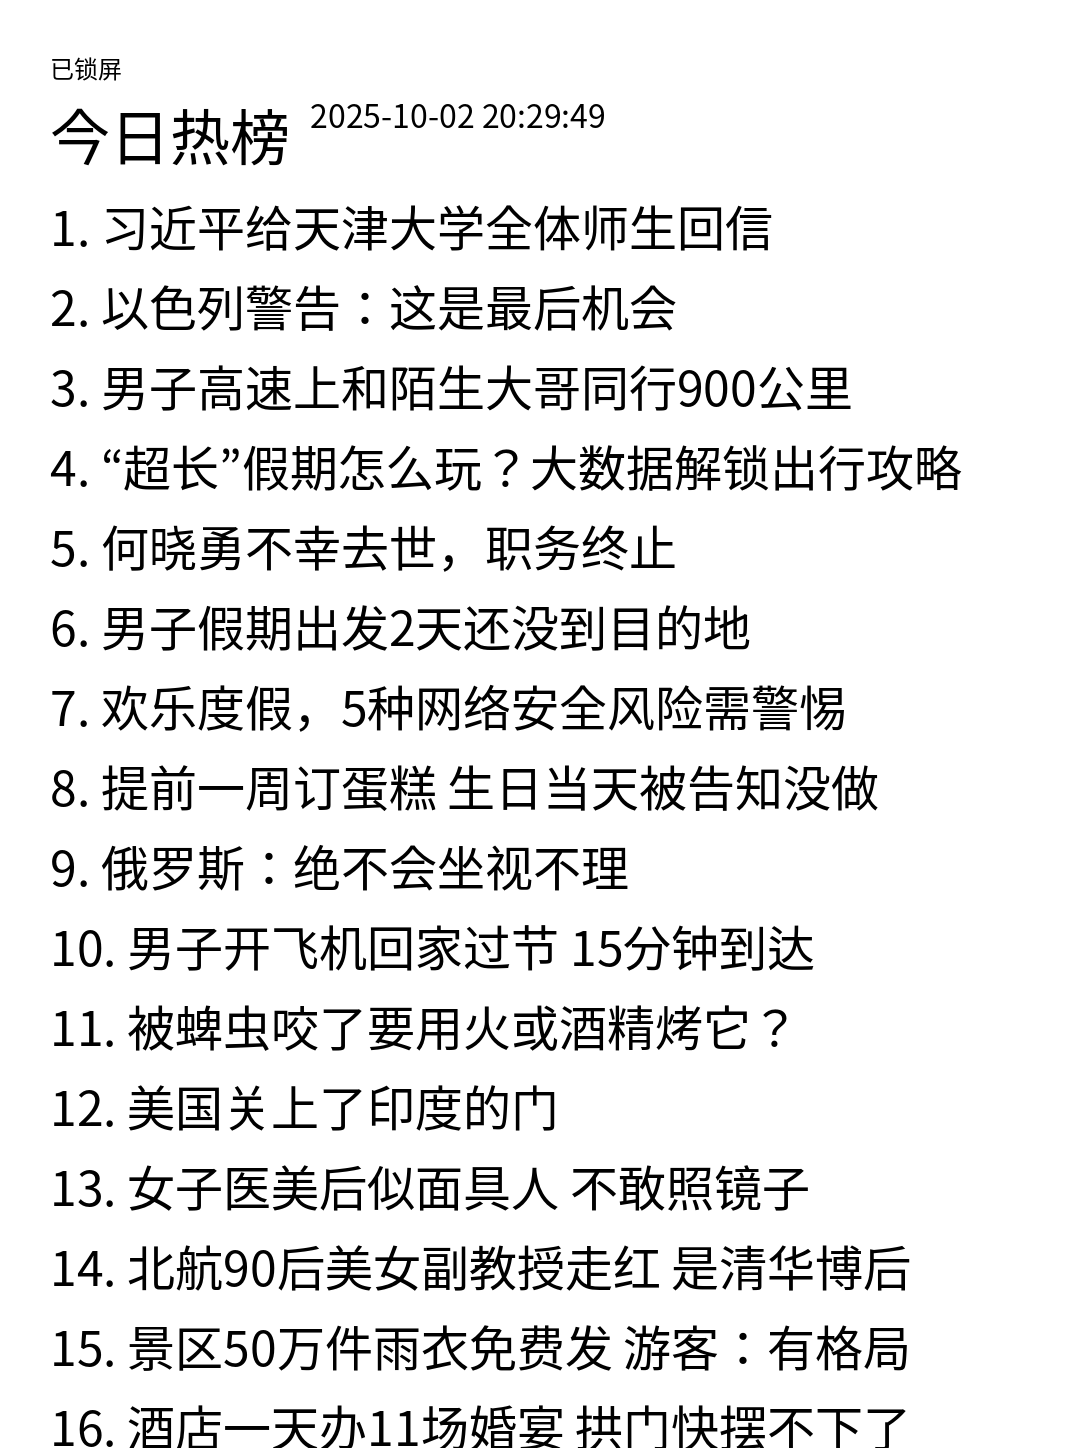 已锁屏
今日热榜 2025-10-02 20:29:49
1. 习近平给天津大学全体师生回信
2. 以色列警告：这是最后机会
3. 男子高速上和陌生大哥同行900公里
4. “超长”假期怎么玩？大数据解锁出行攻略
5. 何晓勇不幸去世，职务终止
6. 男子假期出发2天还没到目的地
7. 欢乐度假，5种网络安全风险需警惕
8. 提前一周订蛋糕 生日当天被告知没做
9. 俄罗斯：绝不会坐视不理
10. 男子开飞机回家过节 15分钟到达
11. 被蜱虫咬了要用火或酒精烤它？
12. 美国关上了印度的门
13. 女子医美后似面具人 不敢照镜子
14. 北航90后美女副教授走红 是清华博后
15. 景区50万件雨衣免费发 游客：有格局
16. 酒店一天办11场婚宴 拱门快摆不下了